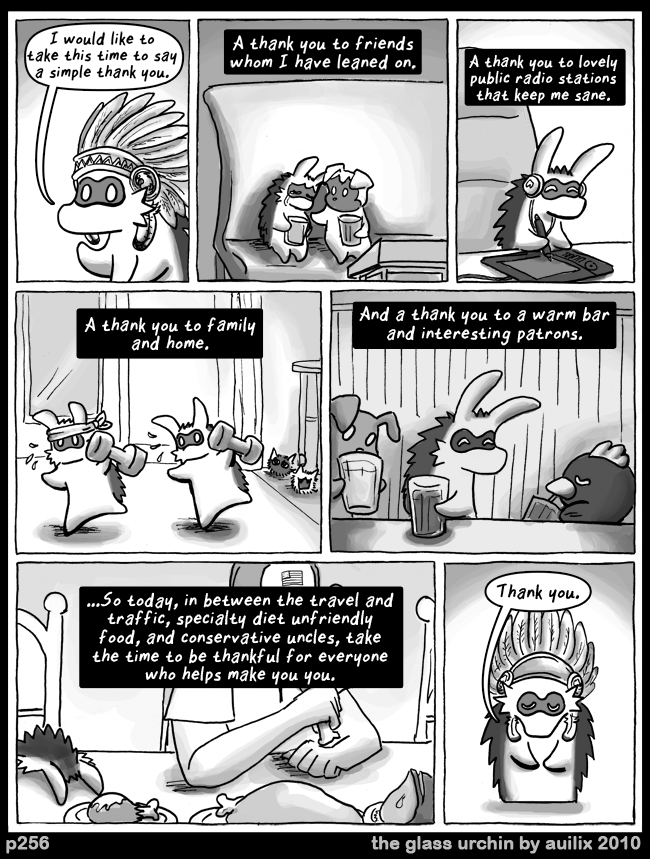 I would like to
take this time to say
a simple thank you.
A thank you to friends
whom I have leaned on.
A thank you to lovely
public radio stations
that keep me sane.
A thank you to family
and home.
And a thank you to a warm bar
and interesting patrons.
...So today, in between the travel and
traffic, specialty diet unfriendly
food, and conservative uncles, take
the time to be thankful for everyone
who helps make you you.
Thank you.
p256
the glass urchin by auilix 2010